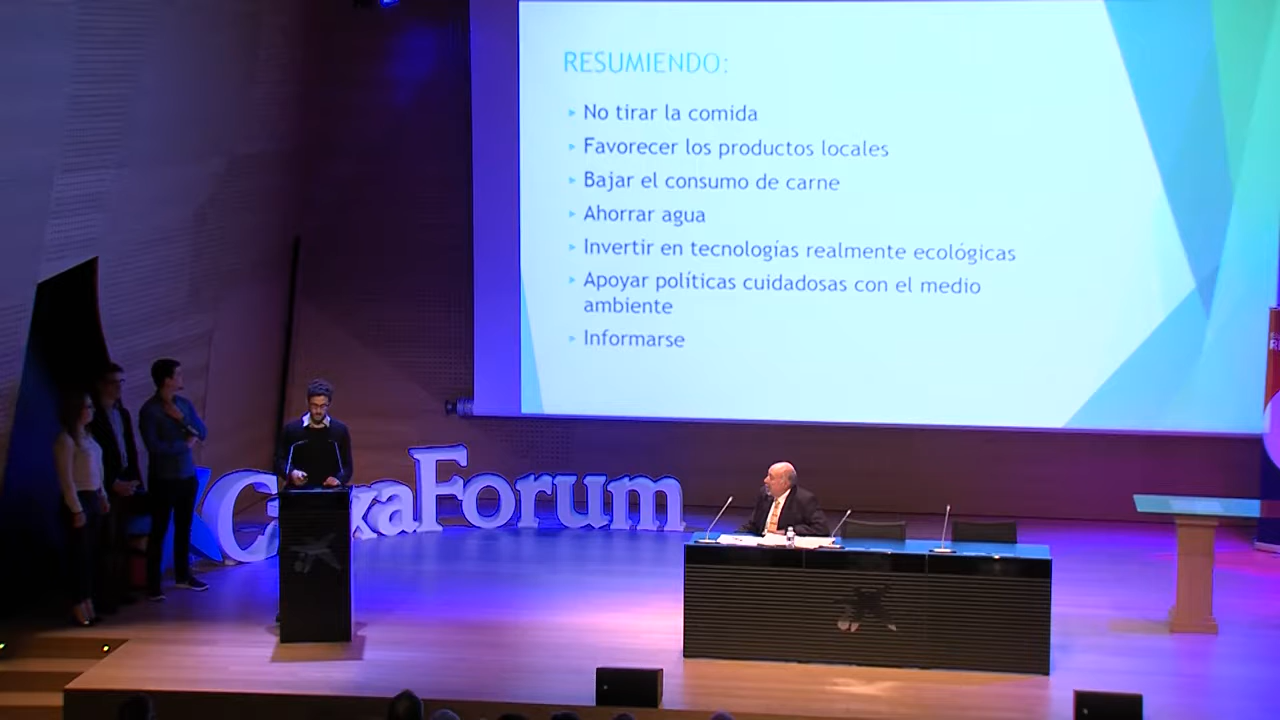 RESUMIENDO:
No tirar la comida
Favorecer los productos locales
Bajar el consumo de carne
Ahorrar agua
Invertir en tecnologías realmente ecológicas
Apoyar políticas cuidadosas con el medio
ambiente
Informarse
CaixaForum